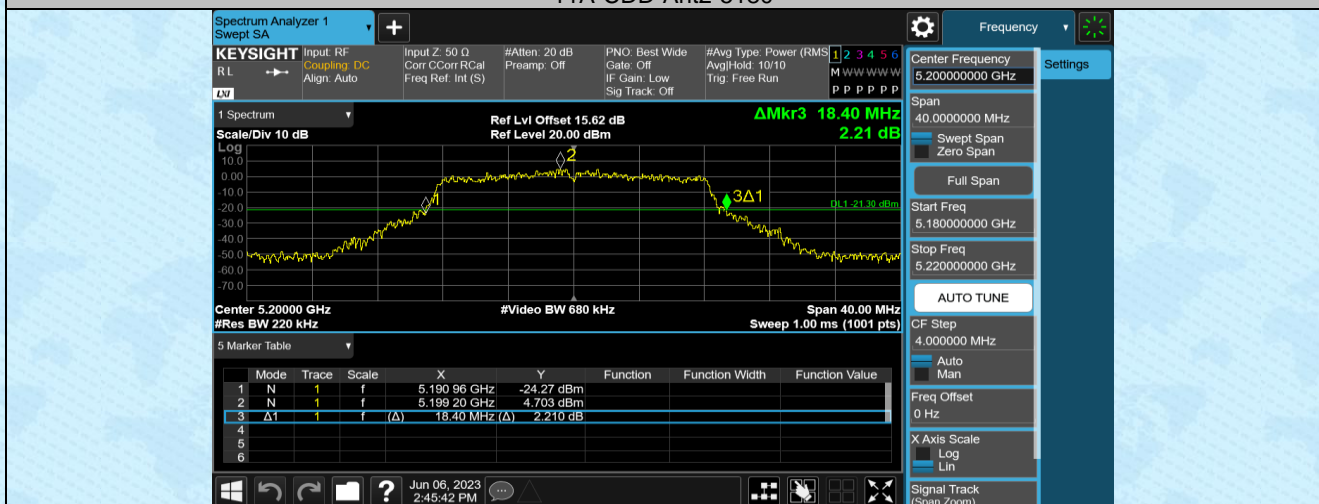 Spectrum Analyzer 1
Swept SA
+
Frequency
KEYSIGHT
R L
LXI
Input: RF
Coupling: DC
Align: Auto
Input Z: 50 Ω
Corr CCorr RCal
Freq Ref: Int (S)
#Atten: 20 dB
Preamp: Off
PNO: Best Wide
Gate: Off
IF Gain: Low
Sig Track: Off
#Avg Type: Power (RMS
Avg|Hold: 10/10
Trig: Free Run
1 2 3 4 5 6
M W W W W W
P P P P P P
Center Frequency
5.200000000 GHz
Settings
1 Spectrum
Scale/Div 10 dB
Ref Lvl Offset 15.62 dB
Ref Level 20.00 dBm
ΔMkr3 18.40 MHz
2.21 dB
Log
10.0
0.00
-10.0
-20.0
-30.0
-40.0
-50.0
-60.0
-70.0
2
3Δ1
DL1 -21.30 dBm
Center 5.20000 GHz
#Res BW 220 kHz
#Video BW 680 kHz
Span 40.00 MHz
Sweep 1.00 ms (1001 pts)
Span
40.0000000 MHz
Swept Span
Zero Span
Full Span
Start Freq
5.180000000 GHz
Stop Freq
5.220000000 GHz
AUTO TUNE
CF Step
4.000000 MHz
Auto
Man
Freq Offset
0 Hz
X Axis Scale
Log
Lin
Signal Track
(Span Zoom)
5 Marker Table
Mode Trace Scale X Y Function Function Width Function Value
1 N 1 f 5.190 96 GHz -24.27 dBm
2 N 1 f 5.199 20 GHz 4.703 dBm
3 Δ1 1 f (Δ) 18.40 MHz (Δ) 2.210 dB
4
5
6
?
Jun 06, 2023
2:45:42 PM